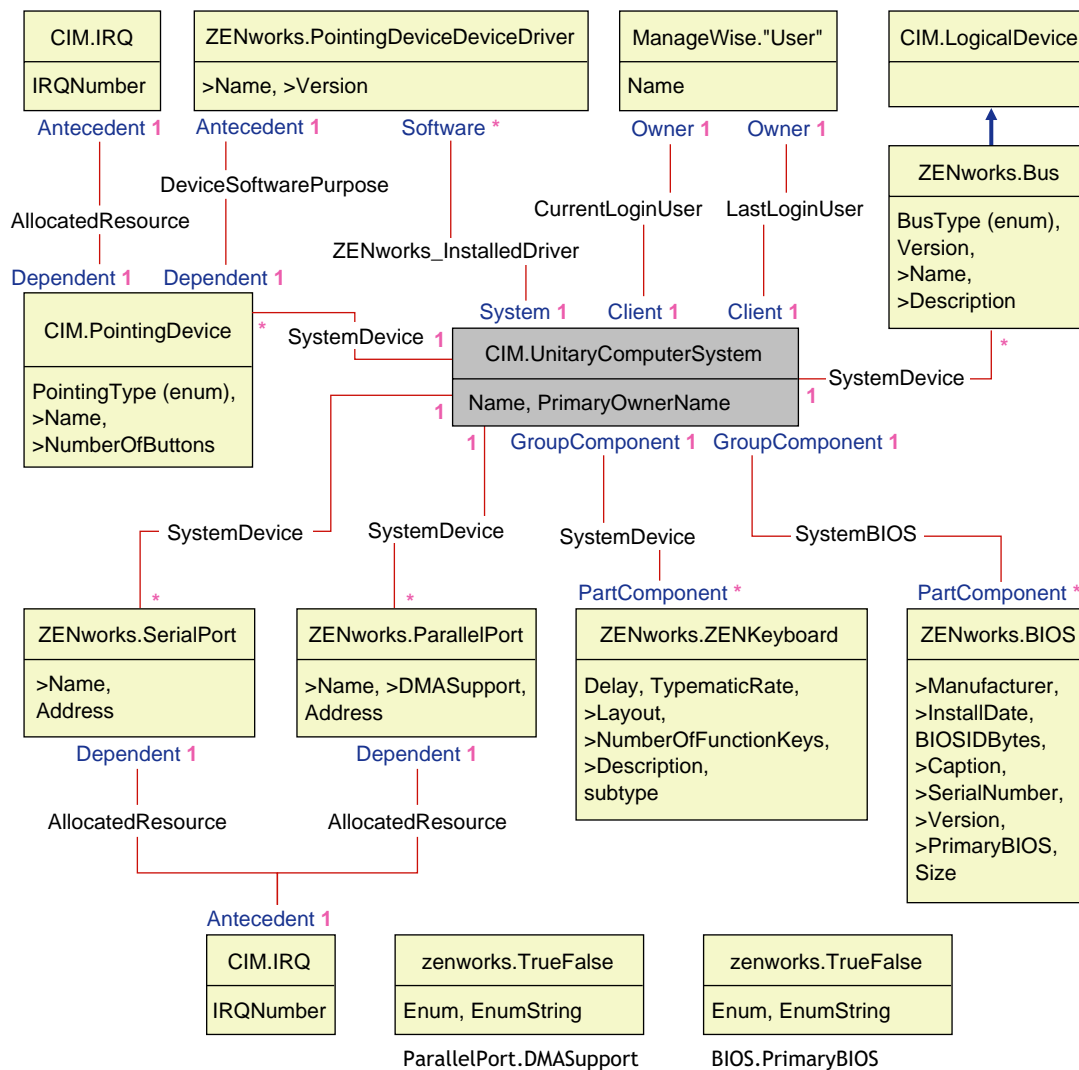 CIM.IRQ
IRQNumber
ZENworks.PointingDeviceDeviceDriver
>Name, >Version
ManageWise."User"
Name
CIM.LogicalDevice
Antecedent 1
Antecedent 1
Software *
Owner 1
Owner 1
AllocatedResource
DeviceSoftwarePurpose
ZENworks_InstalledDriver
CurrentLoginUser
LastLoginUser
ZENworks.Bus
BusType (enum),
Version,
>Name,
>Description
Dependent 1
Dependent 1
System 1
Client 1
Client 1
*
CIM.PointingDevice
PointingType (enum),
>Name,
>NumberOfButtons
*
SystemDevice
1
CIM.UnitaryComputerSystem
Name, PrimaryOwnerName
SystemDevice
1
1
1
GroupComponent 1
GroupComponent 1
SystemDevice
SystemDevice
SystemDevice
SystemBIOS
*
*
PartComponent *
PartComponent *
ZENworks.SerialPort
>Name,
Address
ZENworks.ParallelPort
>Name, >DMASupport,
Address
ZENworks.ZENKeyboard
Delay, TypematicRate,
>Layout,
>NumberOfFunctionKeys,
>Description,
subtype
ZENworks.BIOS
>Manufacturer,
>InstallDate,
BIOSIDBytes,
>Caption,
>SerialNumber,
>Version,
>PrimaryBIOS,
Size
Dependent 1
Dependent 1
AllocatedResource
AllocatedResource
Antecedent 1
CIM.IRQ
IRQNumber
zenworks.TrueFalse
Enum, EnumString
ParallelPort.DMASupport
zenworks.TrueFalse
Enum, EnumString
BIOS.PrimaryBIOS